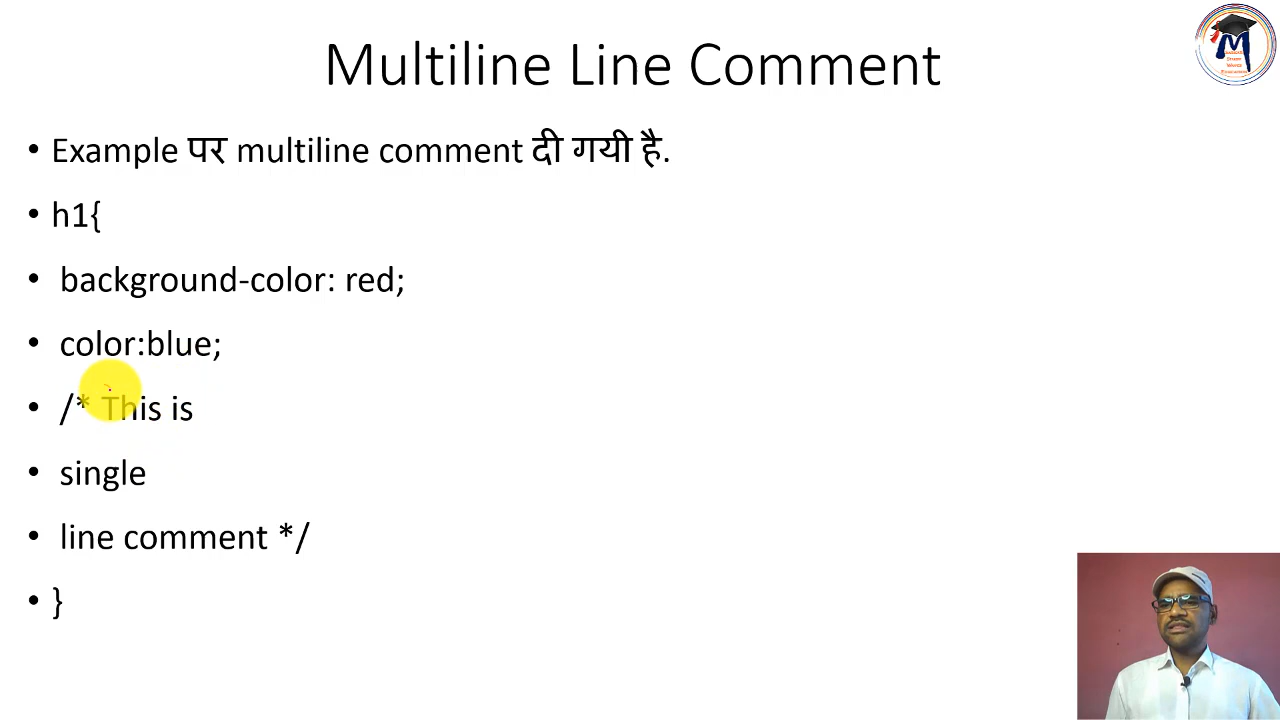 Multiline Line Comment
• Example पर multiline comment दी गयी है.
• h1{
• background-color: red;
• color:blue;
• /* This is
• single
• line comment */
• }
M